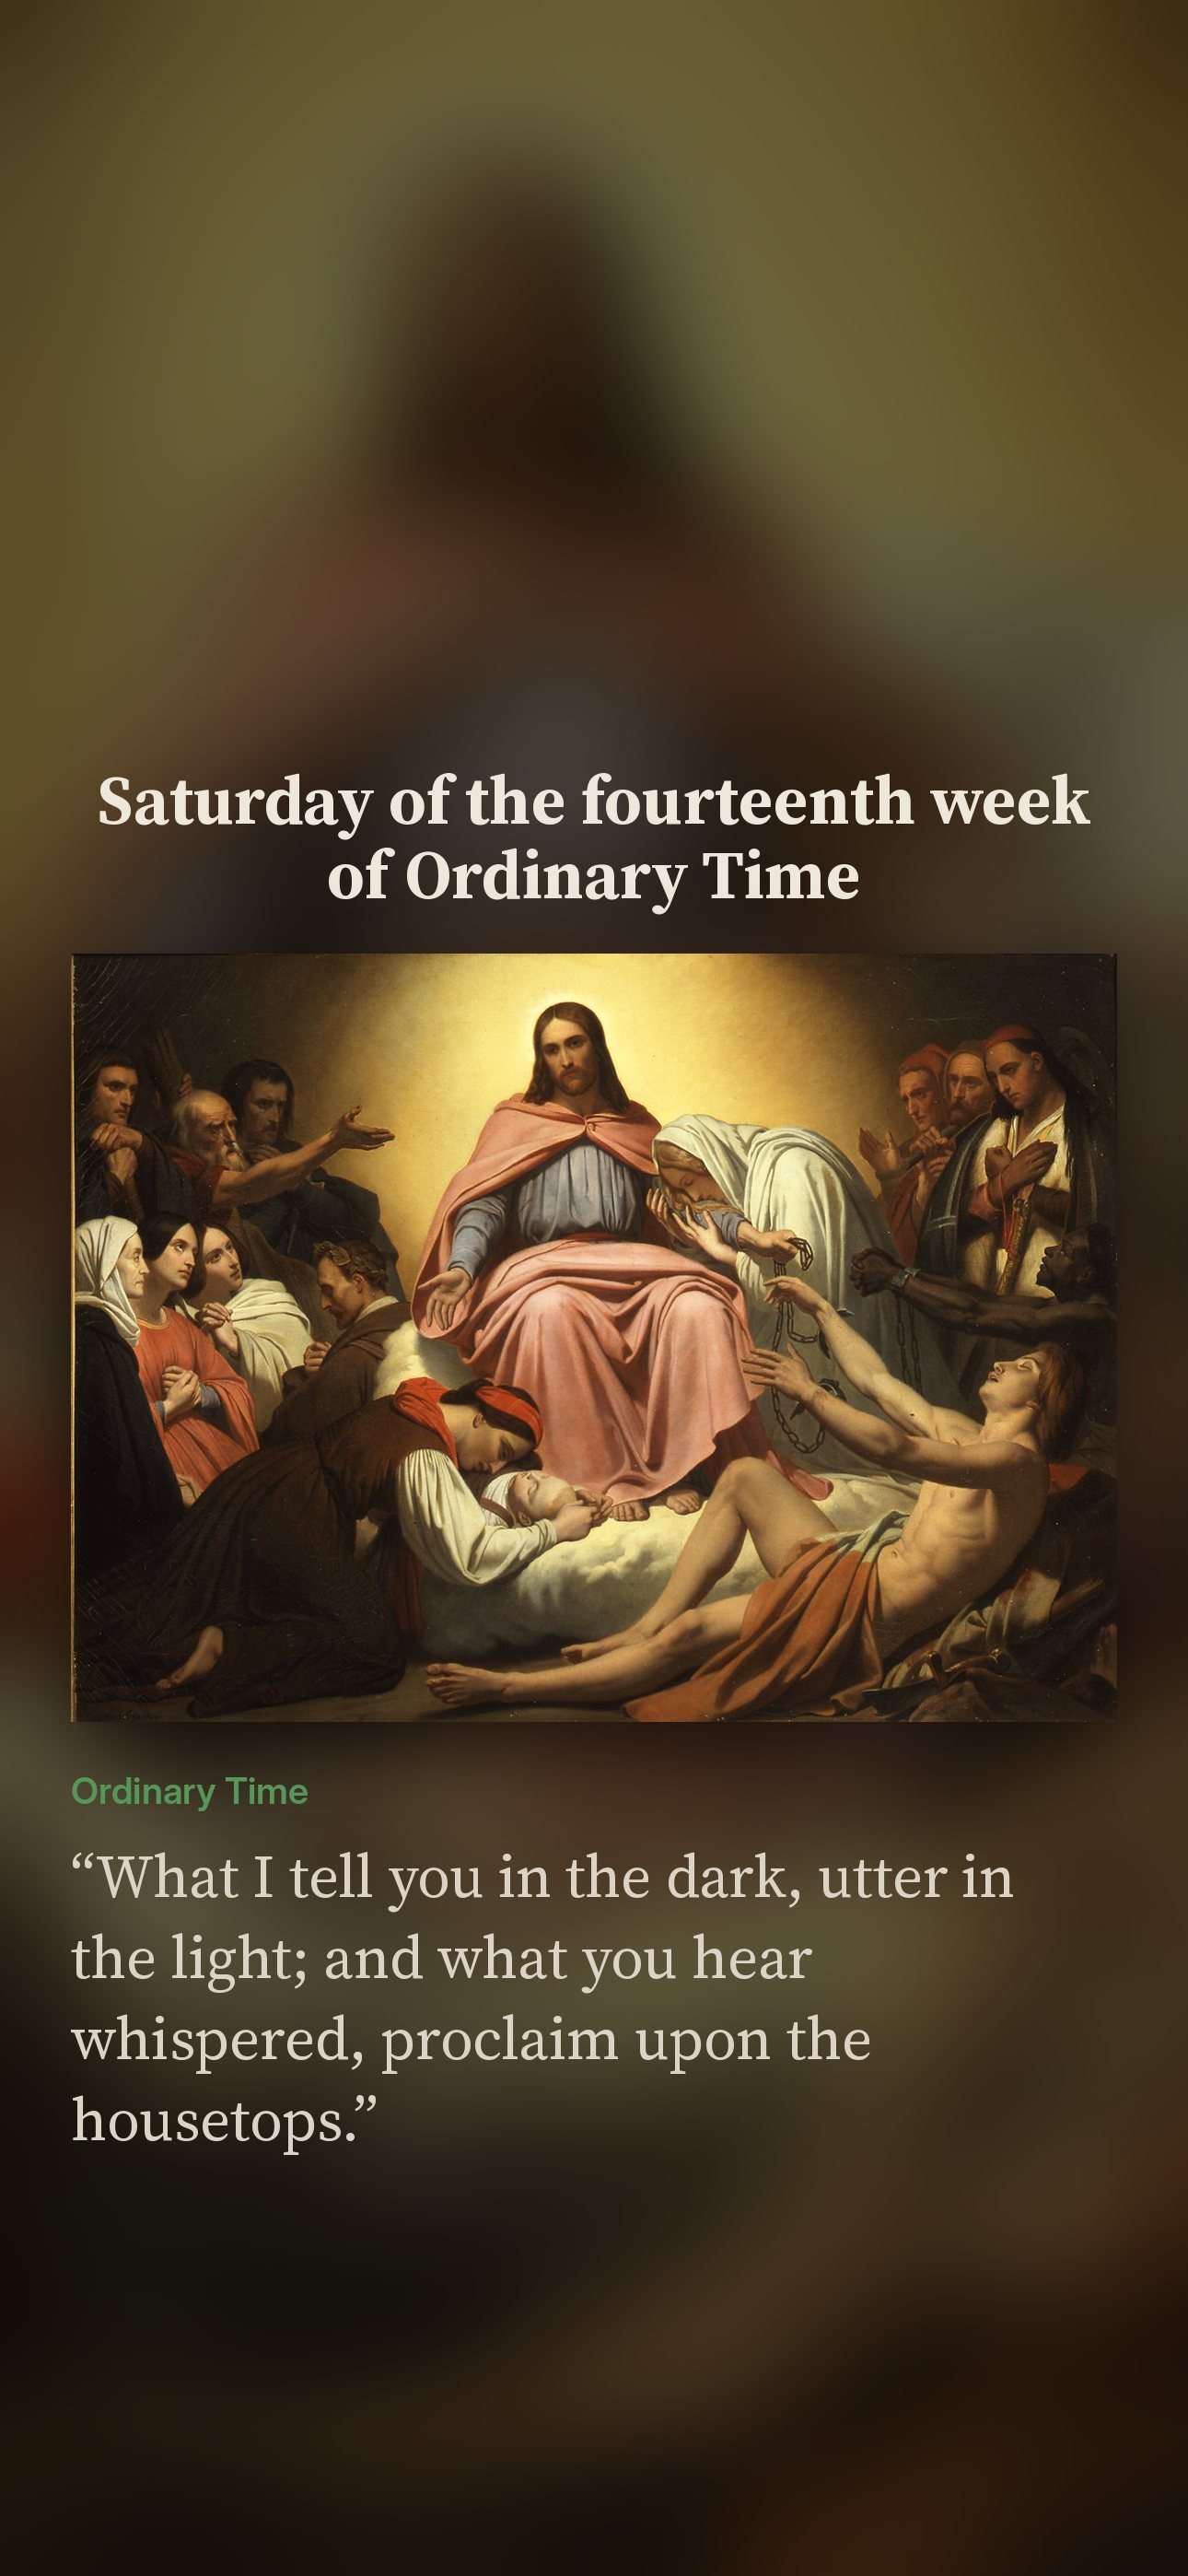 Saturday of the fourteenth week
of Ordinary Time
Ordinary Time
“What I tell you in the dark, utter in
the light; and what you hear
whispered, proclaim upon the
housetops.”